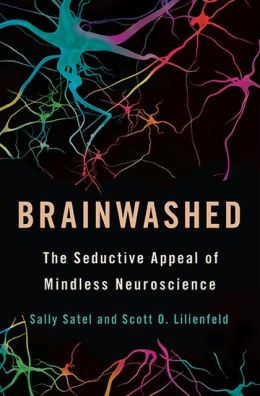 BRAINWASHED
The Seductive Appeal of
Mindless Neuroscience
Sally Satel and Scott O. Lilienfeld